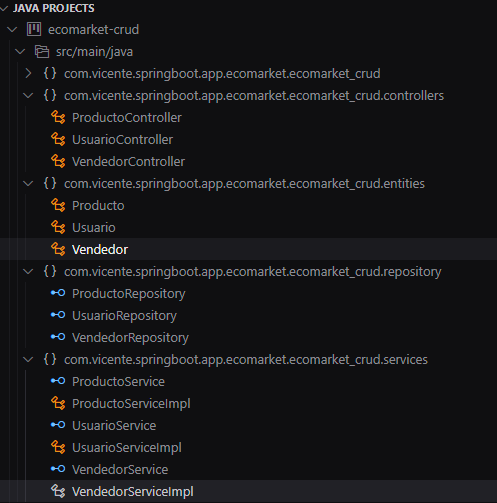 JAVA PROJECTS
ecomarket-crud
src/main/java
{} com.vicente.springboot.app.ecomarket.ecomarket_crud
{} com.vicente.springboot.app.ecomarket.ecomarket_crud.controllers
ProductoController
UsuarioController
VendedorController
{} com.vicente.springboot.app.ecomarket.ecomarket_crud.entities
Producto
Usuario
Vendedor
{} com.vicente.springboot.app.ecomarket.ecomarket_crud.repository
ProductoRepository
UsuarioRepository
VendedorRepository
{} com.vicente.springboot.app.ecomarket.ecomarket_crud.services
ProductoService
ProductoServiceImpl
UsuarioService
UsuarioServiceImpl
VendedorService
VendedorServiceImpl